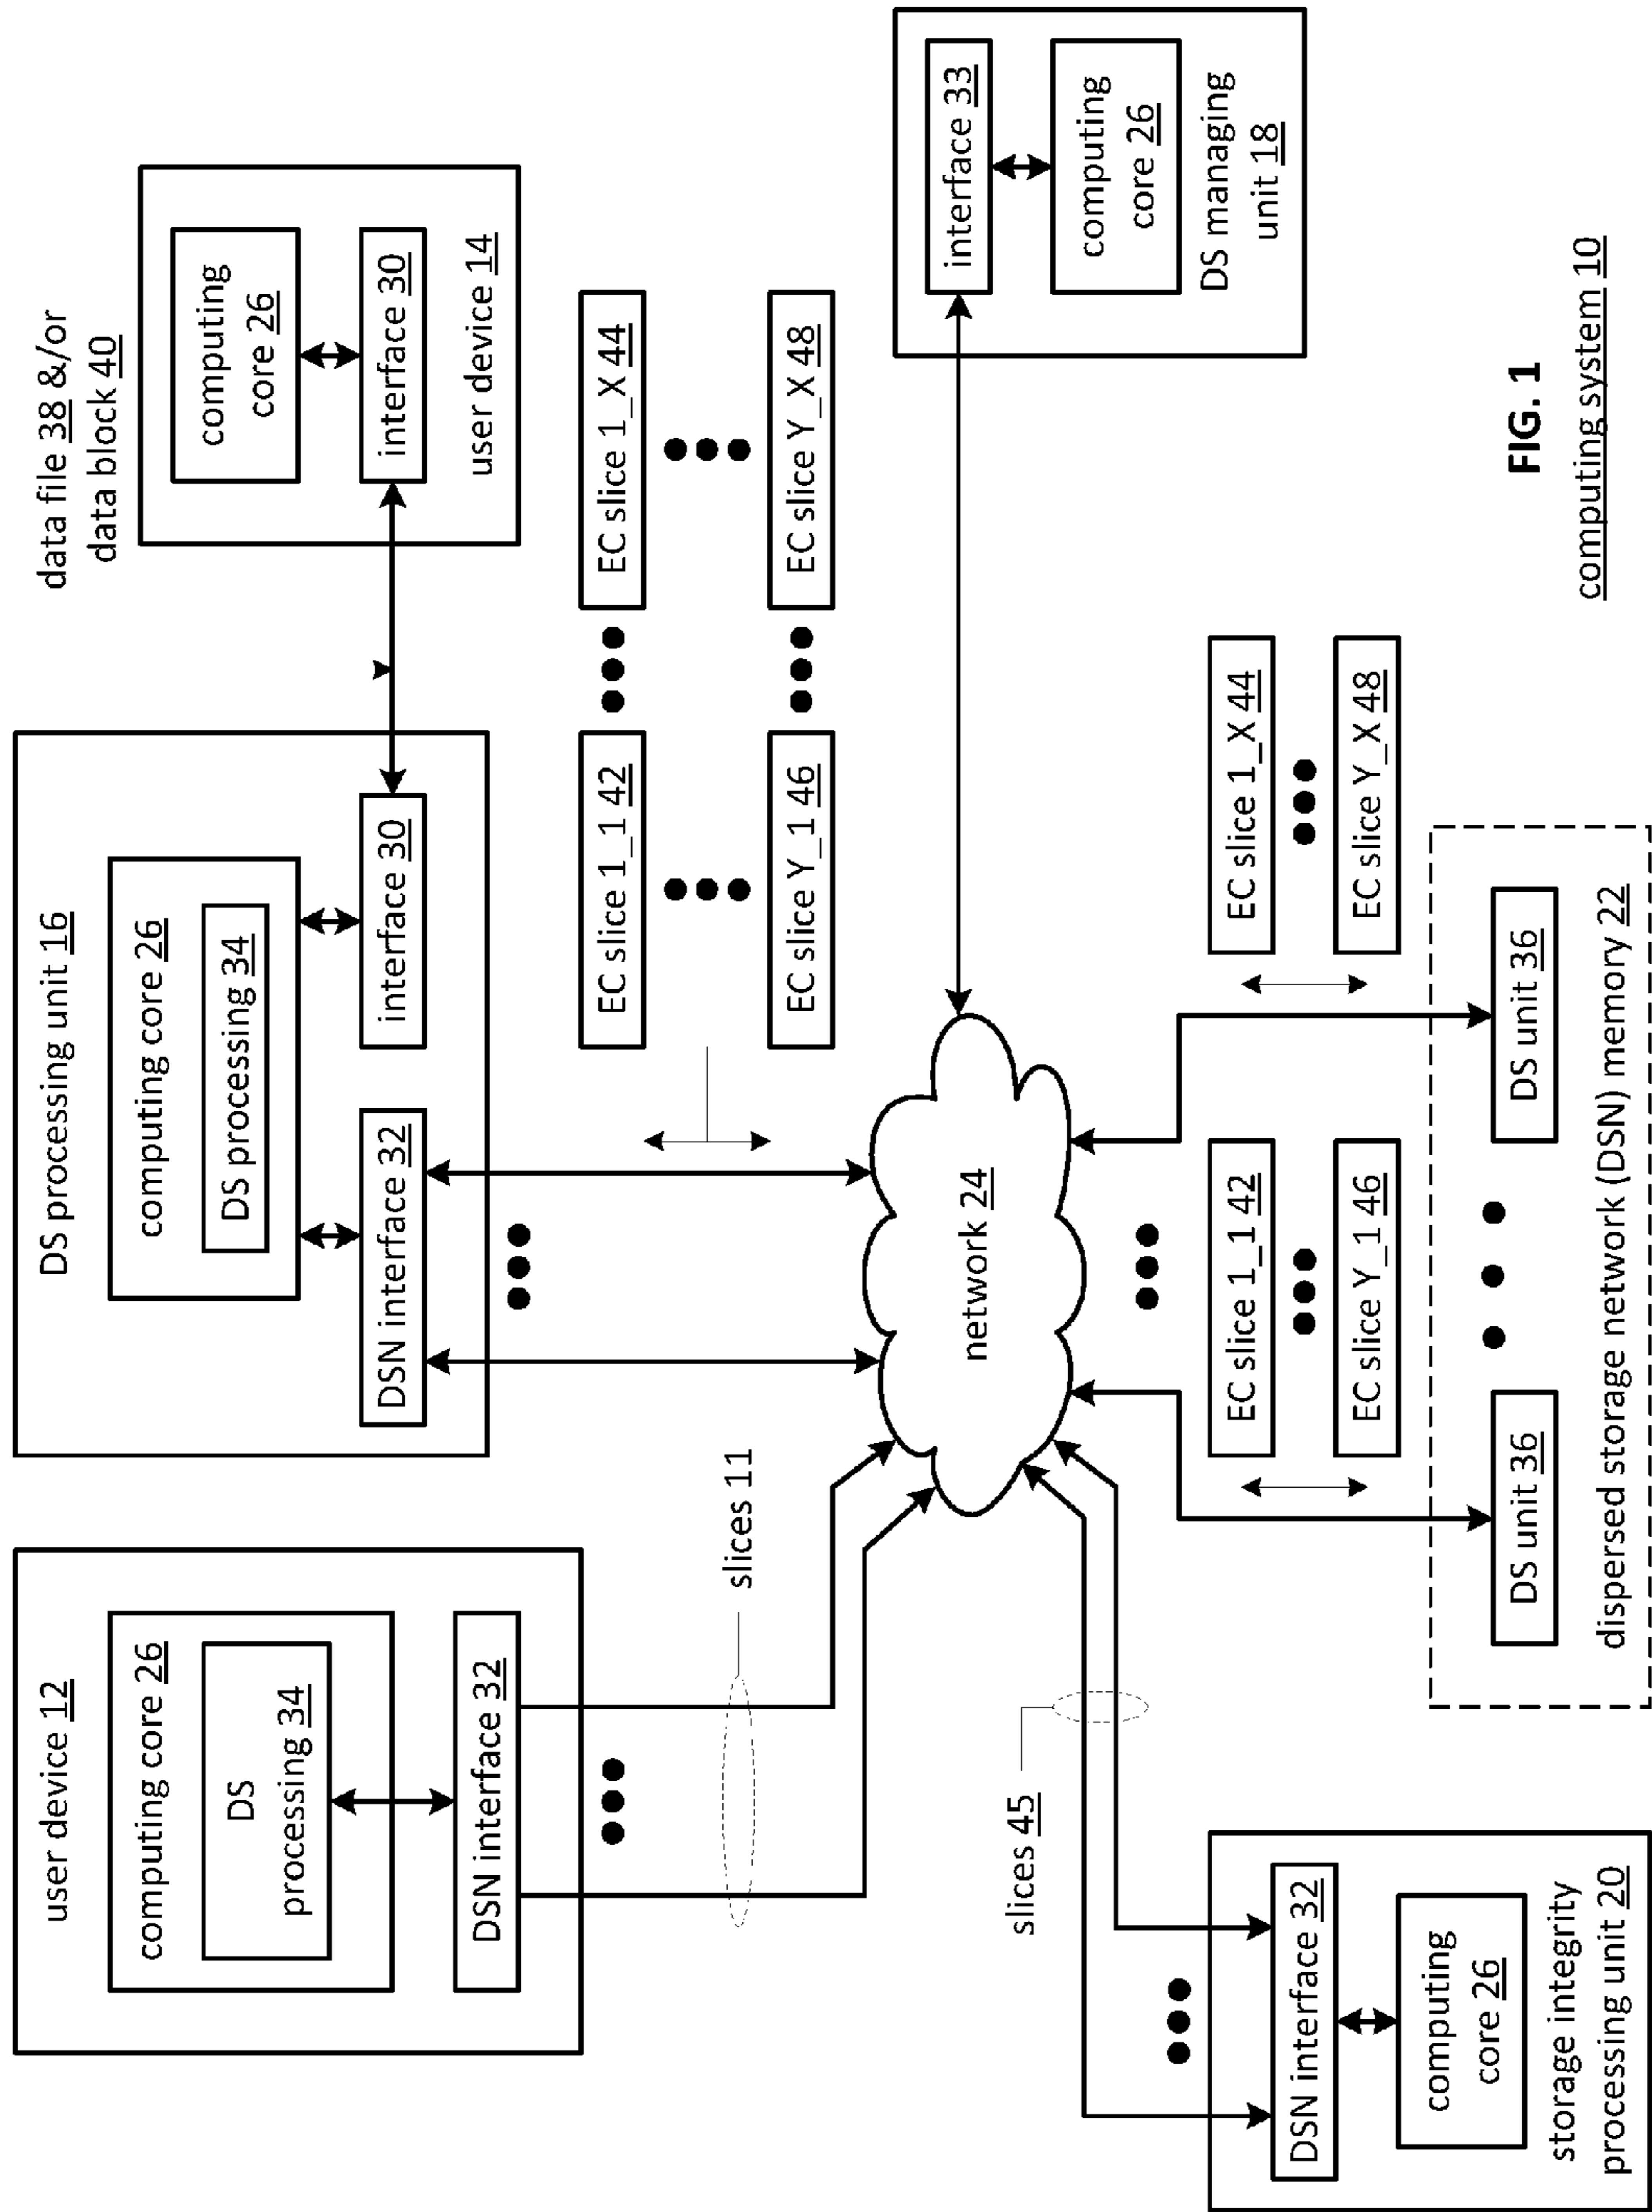 user device 12
computing core 26
DS
processing 34
DSN interface 32
slices 11
DS processing unit 16
computing core 26
DS processing 34
DSN interface 32
interface 30
data file 38 &/or
data block 40
computing
core 26
interface 30
user device 14
EC slice 1_1 42
EC slice 1_X 44
EC slice Y_1 46
EC slice Y_X 48
network 24
interface 33
computing
core 26
DS managing
unit 18
slices 45
DSN interface 32
computing
core 26
storage integrity
processing unit 20
EC slice 1_1 42
EC slice Y_1 46
EC slice 1_X 44
EC slice Y_X 48
DS unit 36
DS unit 36
dispersed storage network (DSN) memory 22
FIG. 1
computing system 10